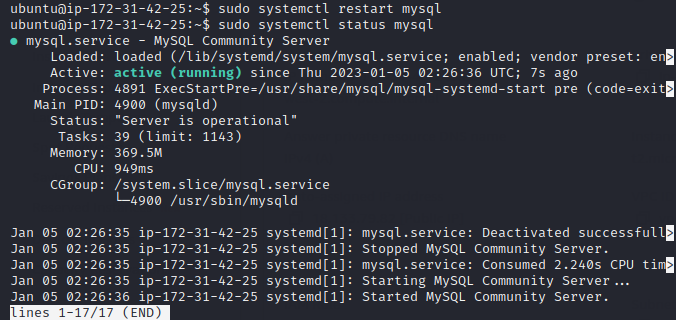 ubuntu@ip-172-31-42-25:~$ sudo systemctl restart mysql
ubuntu@ip-172-31-42-25:~$ sudo systemctl status mysql
● mysql.service - MySQL Community Server
     Loaded: loaded (/lib/systemd/system/mysql.service; enabled; vendor preset: en>
     Active: active (running) since Thu 2023-01-05 02:26:36 UTC; 7s ago
    Process: 4891 ExecStartPre=/usr/share/mysql/mysql-systemd-start pre (code=exit>
   Main PID: 4900 (mysqld)
     Status: "Server is operational"
      Tasks: 39 (limit: 1143)
     Memory: 369.5M
        CPU: 949ms
     CGroup: /system.slice/mysql.service
             └─4900 /usr/sbin/mysqld

Jan 05 02:26:35 ip-172-31-42-25 systemd[1]: mysql.service: Deactivated successfull>
Jan 05 02:26:35 ip-172-31-42-25 systemd[1]: Stopped MySQL Community Server.
Jan 05 02:26:35 ip-172-31-42-25 systemd[1]: mysql.service: Consumed 2.240s CPU tim>
Jan 05 02:26:35 ip-172-31-42-25 systemd[1]: Starting MySQL Community Server...
Jan 05 02:26:36 ip-172-31-42-25 systemd[1]: Started MySQL Community Server.
lines 1-17/17 (END)